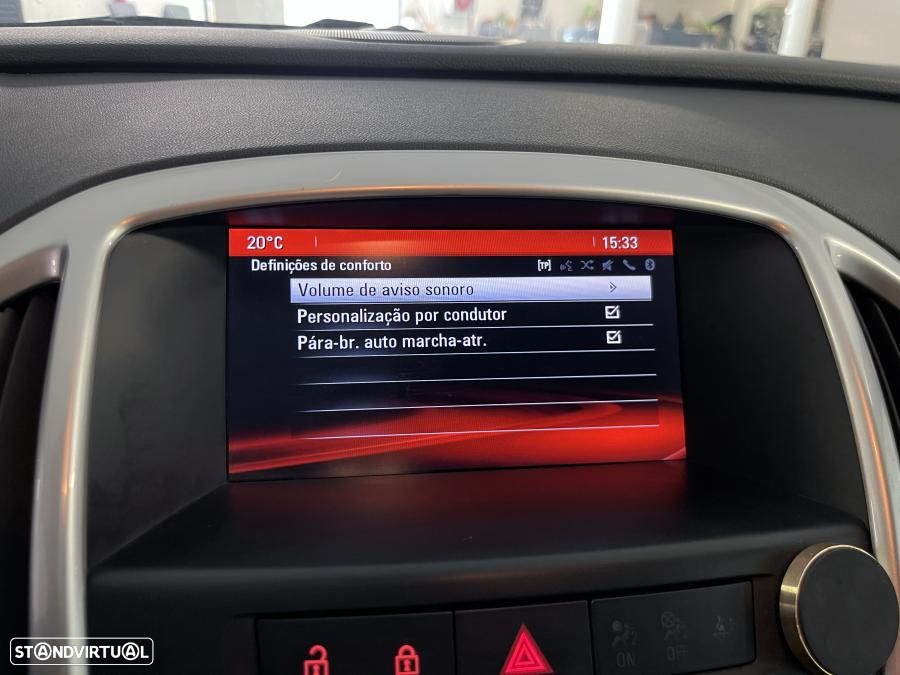 20°C 15:33
Definições de conforto [TP]
Volume de aviso sonoro
Personalização por condutor
Pára-br. auto marcha-atr.
ON OFF
STANDVIRTUAL